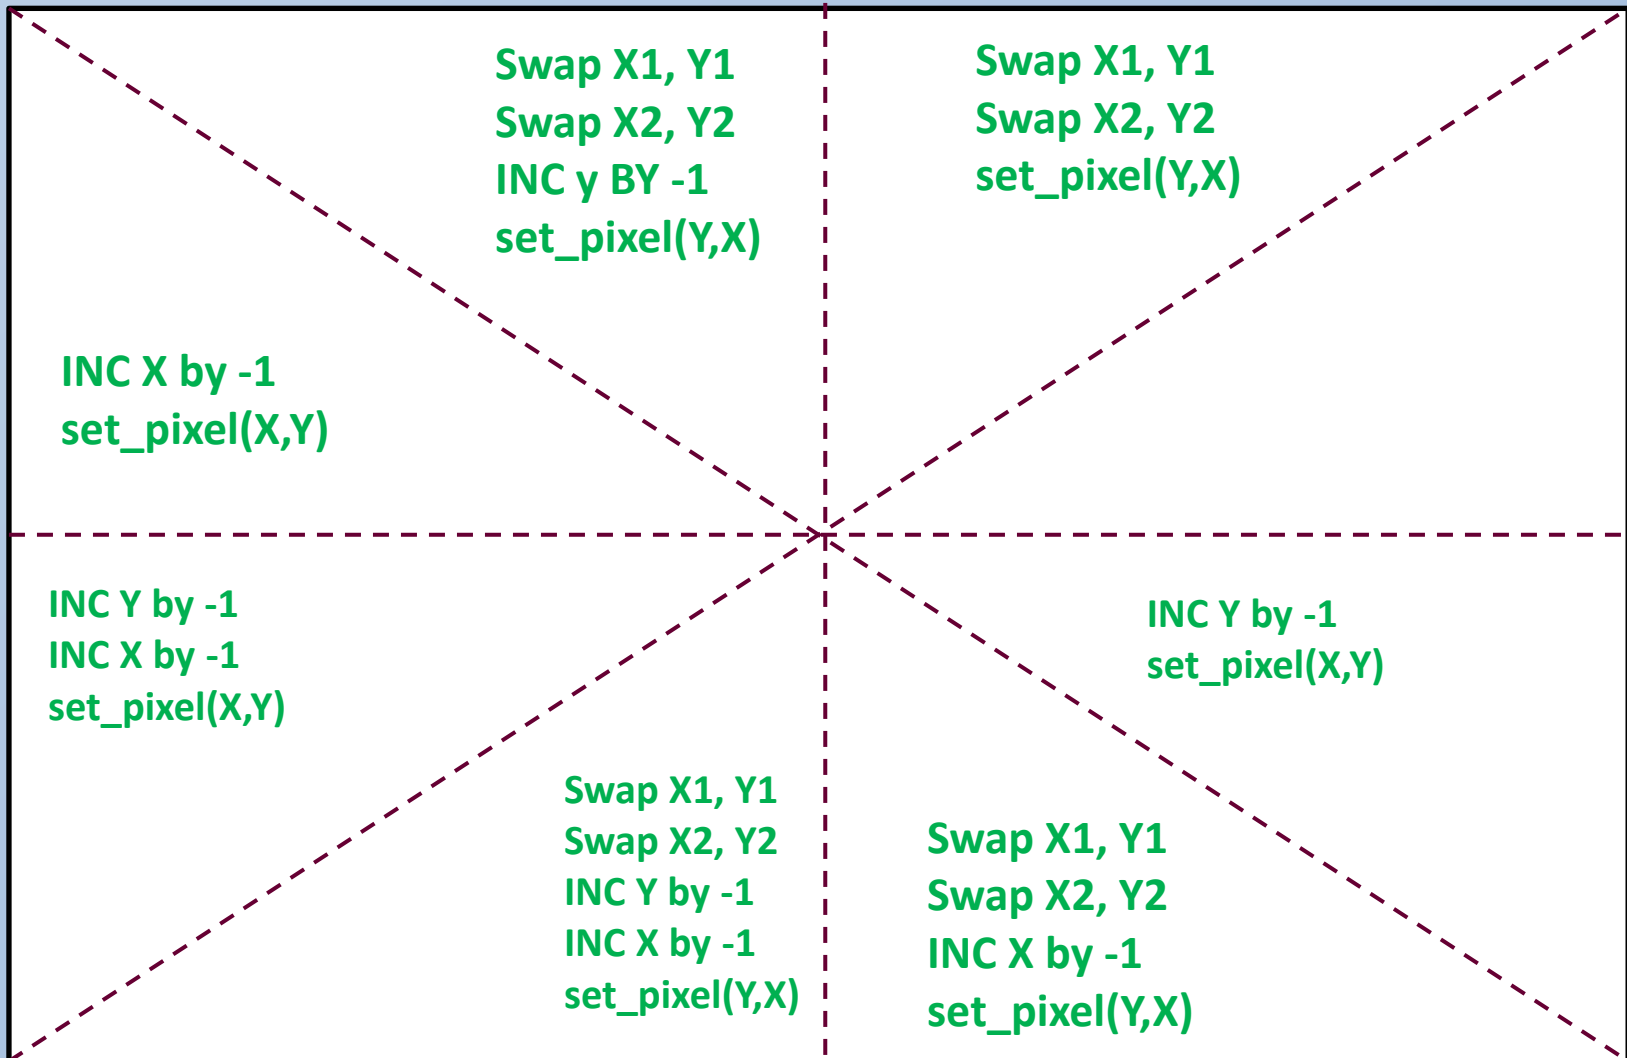 Swap X1, Y1
Swap X2, Y2
INC y BY -1
set_pixel(Y,X)
Swap X1, Y1
Swap X2, Y2
set_pixel(Y,X)
INC X by -1
set_pixel(X,Y)
INC Y by -1
INC X by -1
set_pixel(X,Y)
INC Y by -1
set_pixel(X,Y)
Swap X1, Y1
Swap X2, Y2
INC Y by -1
INC X by -1
set_pixel(Y,X)
Swap X1, Y1
Swap X2, Y2
INC X by -1
set_pixel(Y,X)